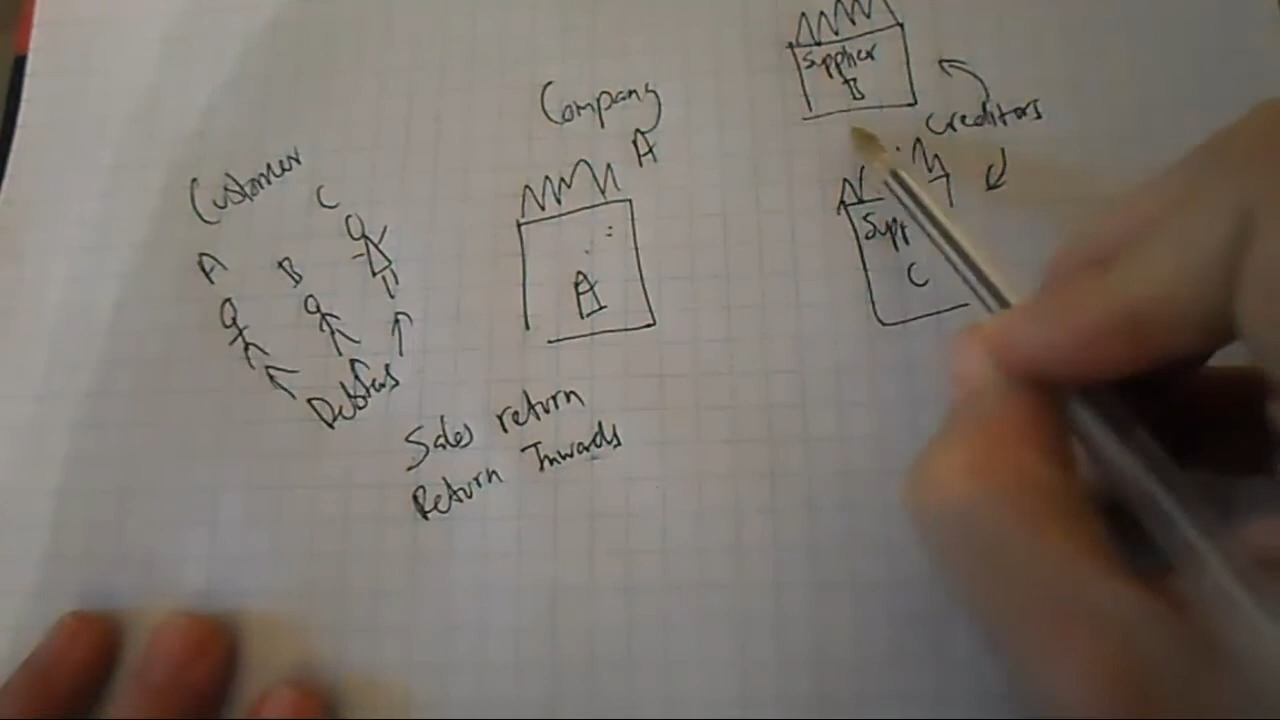 Customer
A
B
C
Debtors
Company
A
A
Supplier
B
Creditors
Supp
C
Sales return
Return Inwards